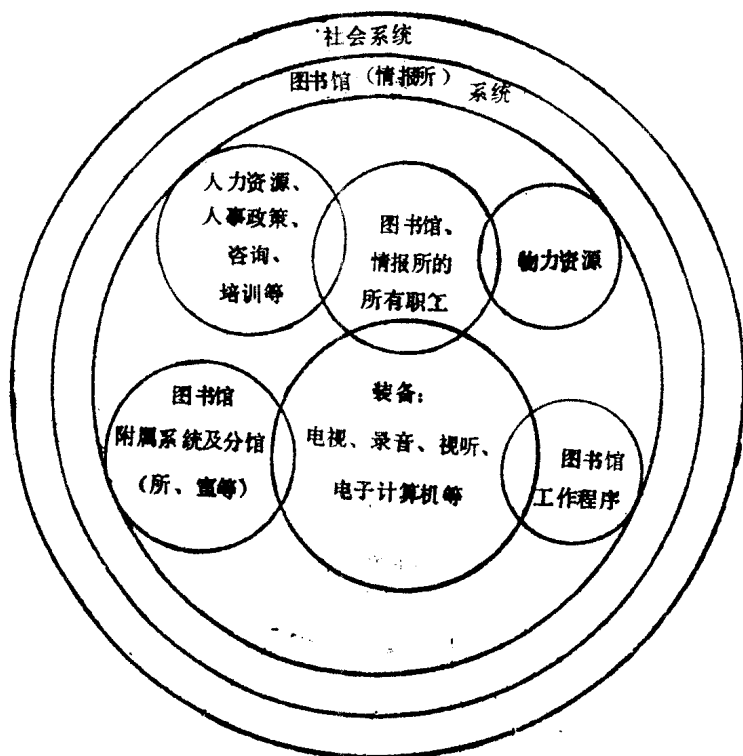 社会系统
图书馆（情报所）系统
人力资源、
人事政策、
咨询、
培训等
图书馆、
情报所的
所有职工
物力资源
图书馆
附属系统及分馆
（所、室等）
装备：
电视、录音、视听、
电子计算机等
图书馆
工作程序